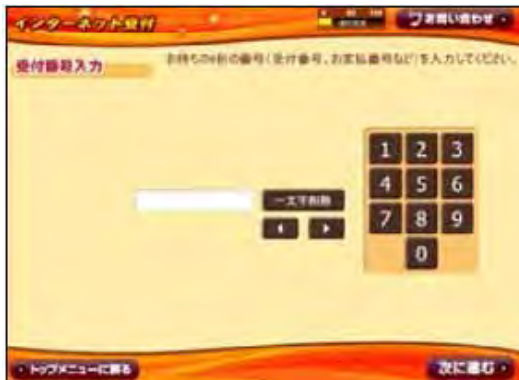 インターネット受付
お問い合わせ
受付番号入力
お持ちの6桁の番号(受付番号、お支払番号など)を入力してください。
1 2 3
一文字削除
4 5 6
7 8 9
0
トップメニューに戻る
次に進む